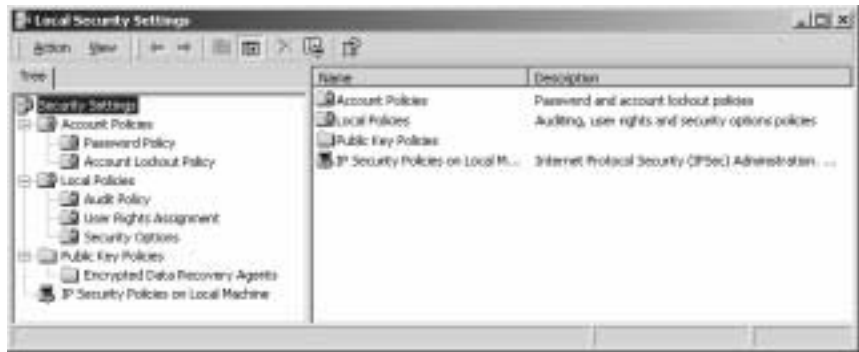 Local Security Settings
Action View
Tree
Security Settings
Account Policies
Password Policy
Account Lockout Policy
Local Policies
Audit Policy
User Rights Assignment
Security Options
Public Key Policies
Encrypted Data Recovery Agents
IP Security Policies on Local Machine
Name Description
Account Policies Password and account lockout policies
Local Policies Auditing, user rights and security options policies
Public Key Policies
IP Security Policies on Local M... Internet Protocol Security (IPSec) Administration. ...